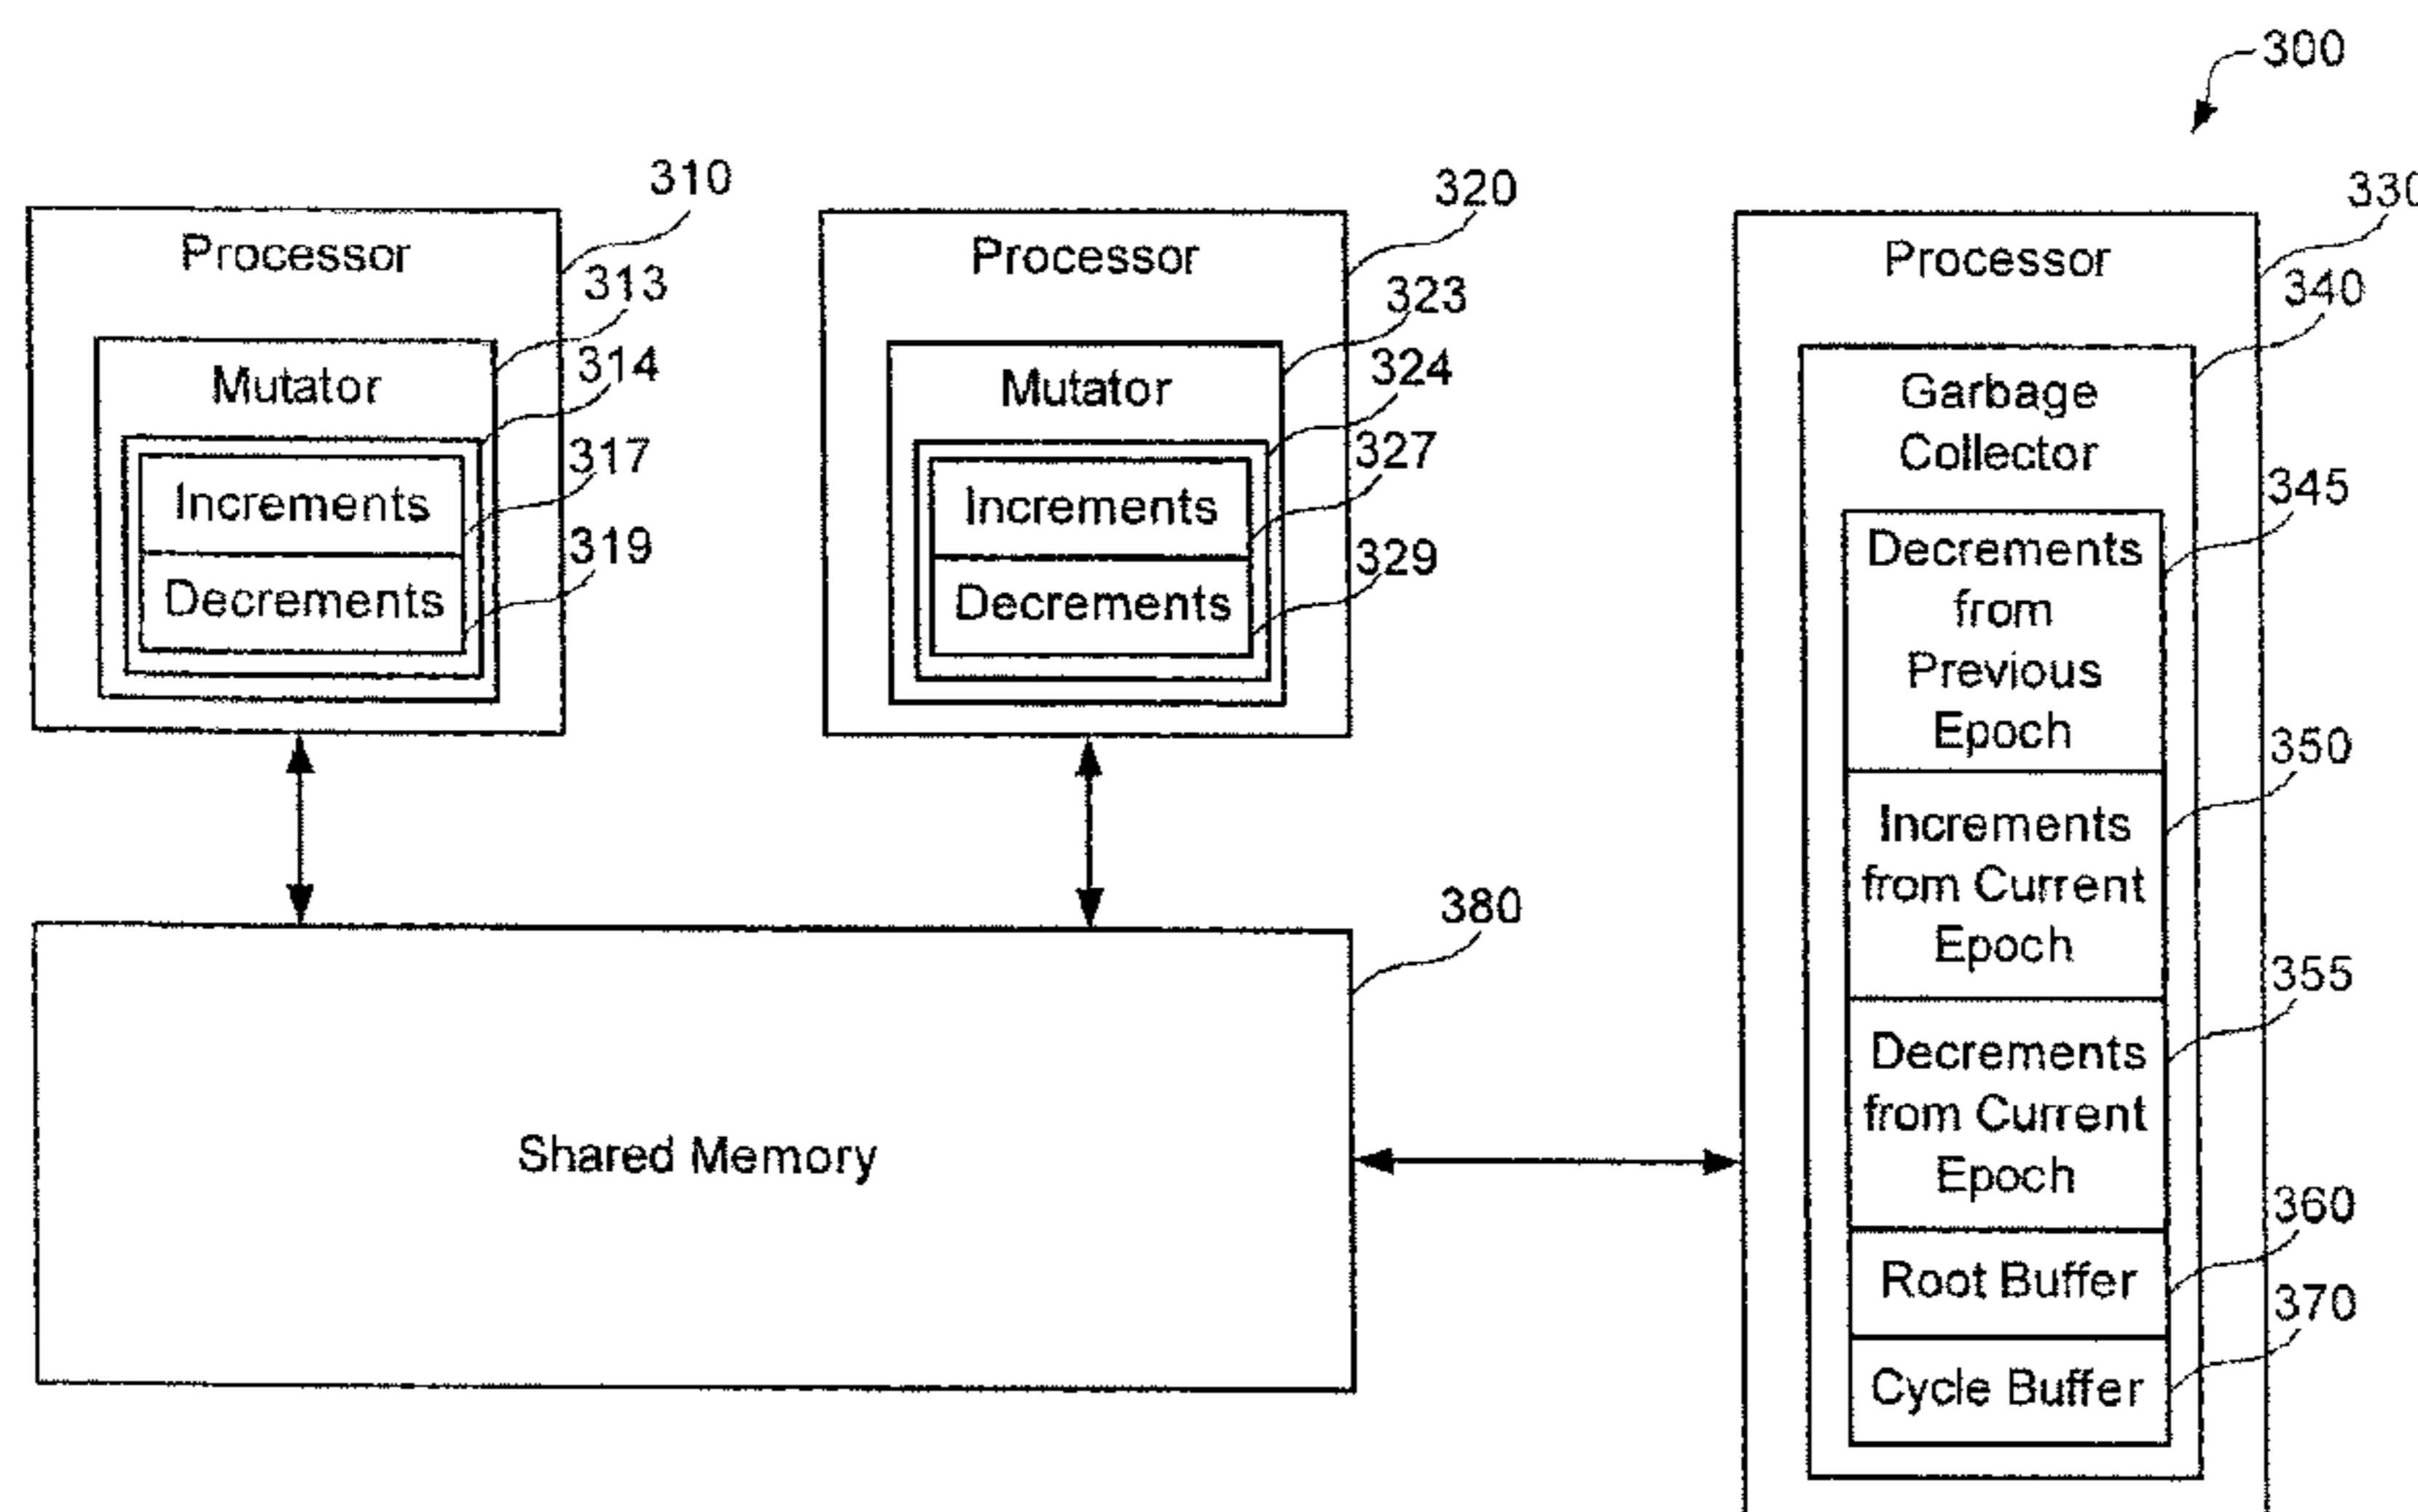 300
310
320
330
Processor
Processor
Processor
313
323
340
Mutator
Mutator
Garbage
Collector
314
324
317
327
345
Increments
Increments
319
329
Decrements
Decrements
Decrements
from
Previous
Epoch
350
Increments
from Current
Epoch
380
355
Decrements
from Current
Epoch
Shared Memory
360
Root Buffer
370
Cycle Buffer